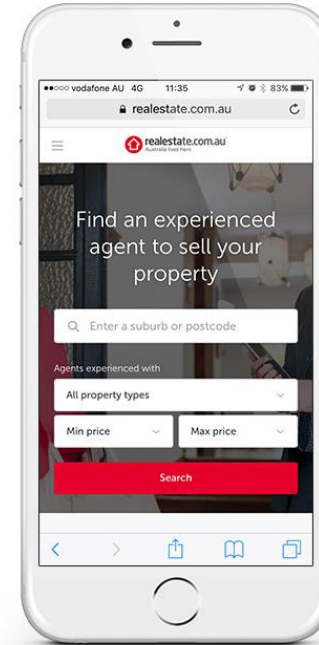 vodafone AU 4G 11:35 83%
realestate.com.au
realestate.com.au
Australia lives here
Find an experienced
agent to sell your
property
Enter a suburb or postcode
Agents experienced with
All property types
Min price Max price
Search